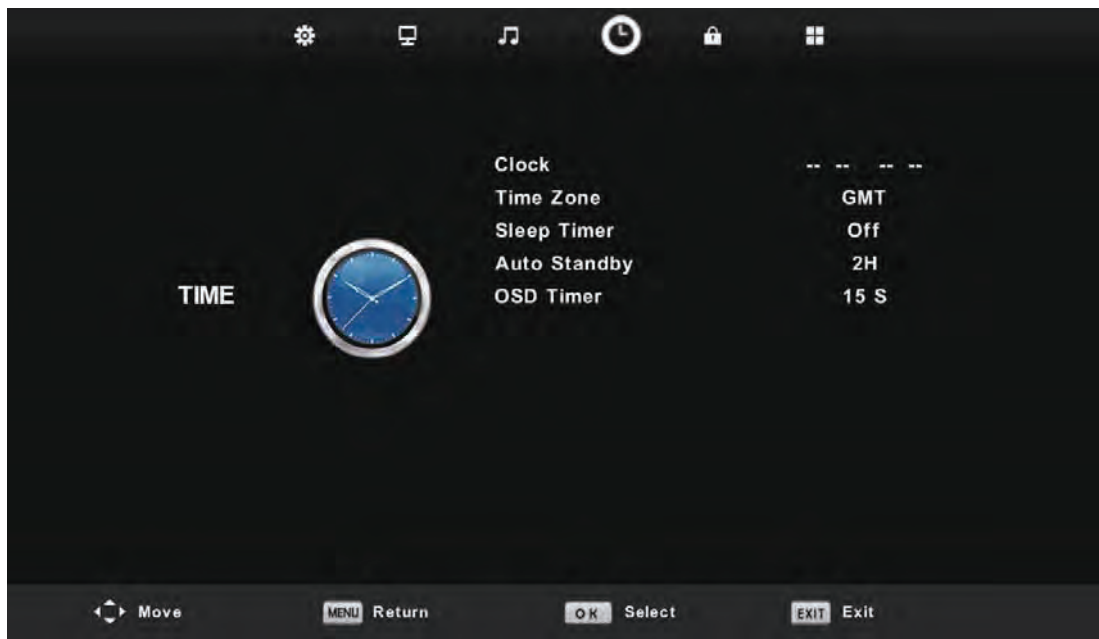 Clock -- -- -- --
Time Zone GMT
Sleep Timer Off
Auto Standby 2H
TIME
OSD Timer 15 S
Move MENU Return OK Select EXIT Exit